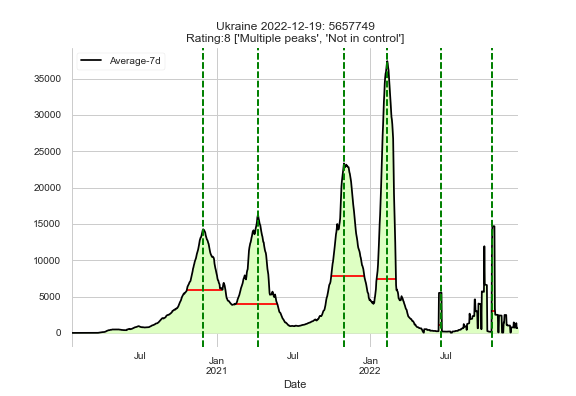 Ukraine 2022-12-19: 5657749
Rating:8 ['Multiple peaks', 'Not in control']
Average-7d
35000
30000
25000
20000
15000
10000
5000
0
Jul
Jan
2021
Jul
Jan
2022
Jul
Date